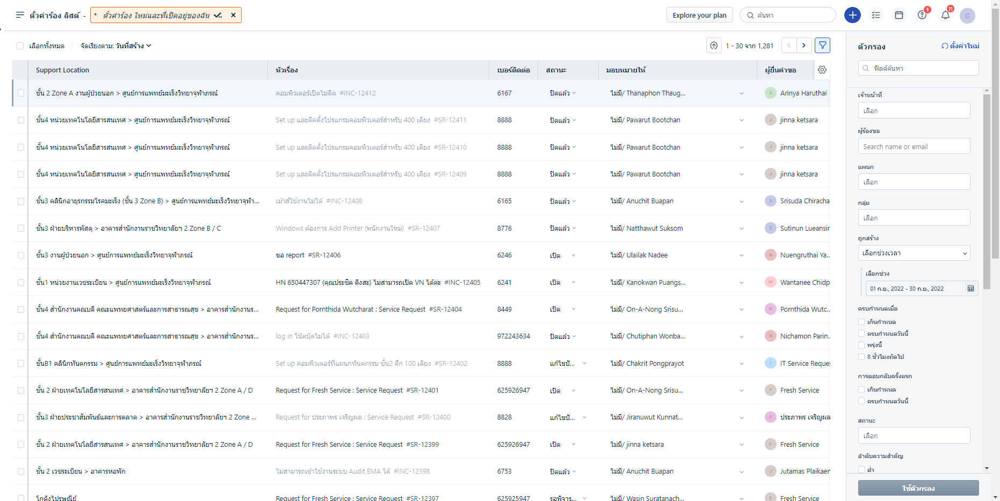 ตั๋วคำร้อง ลิสต์ - * ตั๋วคำร้อง ใหม่และที่เปิดอยู่ของฉัน
Explore your plan
ค้นหา
1
11
C
เลือกทั้งหมด
จัดเรียงตาม: วันที่สร้าง
1 - 30 จาก 1,281
Support Location หัวเรื่อง เบอร์ติดต่อ สถานะ มอบหมายให้ ผู้ยื่นคำขอ
ชั้น 2 Zone A งานผู้ป่วยนอก > ศูนย์การแพทย์มะเร็งวิทยาจุฬาภรณ์ คอมพิวเตอร์เปิดไม่ติด #INC-12412 6167 ปิดแล้ว ไม่มี/ Thanaphon Thaug... A Arinya Haruthai
ชั้น4 หน่วยเทคโนโลยีสารสนเทศ > ศูนย์การแพทย์มะเร็งวิทยาจุฬาภรณ์ Set up และติดตั้งโปรแกรมคอมพิวเตอร์สำหรับ 400 เตียง #SR-12411 8888 ปิดแล้ว ไม่มี/ Pawarut Bootchan J jinna ketsara
ชั้น4 หน่วยเทคโนโลยีสารสนเทศ > ศูนย์การแพทย์มะเร็งวิทยาจุฬาภรณ์ Set up และติดตั้งโปรแกรมคอมพิวเตอร์สำหรับ 400 เตียง #SR-12410 8888 ปิดแล้ว ไม่มี/ Pawarut Bootchan J jinna ketsara
ชั้น4 หน่วยเทคโนโลยีสารสนเทศ > ศูนย์การแพทย์มะเร็งวิทยาจุฬาภรณ์ Set up และติดตั้งโปรแกรมคอมพิวเตอร์สำหรับ 400 เตียง #SR-12409 8888 ปิดแล้ว ไม่มี/ Pawarut Bootchan J jinna ketsara
ชั้น3 คลินิกอายุรกรรมโรคมะเร็ง (ชั้น 3 Zone B) > ศูนย์การแพทย์มะเร็งวิทยาจุฬา... เม้าส์ใช้งานไม่ได้ #INC-12408 6165 ปิดแล้ว ไม่มี/ Anuchit Buapan S Srisuda Chiracha
ชั้น3 ฝ่ายบริหารพัสดุ > อาคารสำนักงานราชวิทยาลัยฯ 2 Zone B / C Windows ต้องการ Add Printer (พนักงานใหม่) #SR-12407 8776 ปิดแล้ว ไม่มี/ Natthawut Suksom S Sutinun Lueansir
ชั้น3 งานผู้ป่วยนอก > ศูนย์การแพทย์มะเร็งวิทยาจุฬาภรณ์ ขอ report #SR-12406 6246 เปิด ไม่มี/ Ulailak Nadee N Nuengruthai Ya...
ชั้น1 หน่วยงานเวชระเบียน > ศูนย์การแพทย์มะเร็งวิทยาจุฬาภรณ์ HN 650447307 (คุณประชิต ติงสะ) ไม่สามารถเปิด VN ได้ค่ะ #INC-12405 6241 เปิด ไม่มี/ Kanokwan Puangs... W Wantanee Chidp
ชั้น4 สำนักงานคณบดี คณะแพทยศาสตร์และการสาธารณสุข > อาคารสำนักงานร... Request for Pornthida Wutcharat : Service Request #SR-12404 8449 เปิด ไม่มี/ On-A-Nong Srisu... P Pornthida Wutc...
ชั้น4 สำนักงานคณบดี คณะแพทยศาสตร์และการสาธารณสุข > อาคารสำนักงานร... log in โน๊ตบุ๊คไม่ได้ #INC-12403 972243634 ปิดแล้ว ไม่มี/ Chutiphan Wonba... N Nichamon Parin...
ชั้นB1 คลินิกทันตกรรม > ศูนย์การแพทย์มะเร็งวิทยาจุฬาภรณ์ Set up คอมพิวเตอร์ที่แผนกทันตกรรม ชั้น2 ตึก 100 เตียง #SR-12402 8888 แก้ไขปั... ไม่มี/ Chakrit Pongprayot I IT Service Reques
ชั้น 2 ฝ่ายเทคโนโลยีสารสนเทศ > อาคารสำนักงานราชวิทยาลัยฯ 2 Zone A / D Request for Fresh Service : Service Request #SR-12401 625926947 เปิด ไม่มี/ On-A-Nong Srisu... F Fresh Service
ชั้น3 ฝ่ายประชาสัมพันธ์และการตลาด > อาคารสำนักงานราชวิทยาลัยฯ 2 Zone ... Request for ประภาพร เจริญผล : Service Request #SR-12400 8828 แก้ไขปั... ไม่มี/ Jiranuwut Kunnat... P ประภาพร เจริญผล
ชั้น 2 ฝ่ายเทคโนโลยีสารสนเทศ > อาคารสำนักงานราชวิทยาลัยฯ 2 Zone A / D Request for Fresh Service : Service Request #SR-12399 625926947 เปิด ไม่มี/ jinna ketsara F Fresh Service
ชั้น 2 เวชระเบียน > อาคารหอพัก ไม่สามารถเข้าใช้งานระบบ Audit EMA ได้ #INC-12398 6753 ปิดแล้ว ไม่มี/ Anuchit Buapan J Jutamas Plaikaen
โกดังไปรษณีย์ Request for Fresh Service : Service Request #SR-12397 625925947 รอพิจาร... ไม่มี/ Wasin Suratanach... F Fresh Service
ตัวกรอง
ตั้งค่าใหม่
ฟิลด์ค้นหา
เจ้าหน้าที่
เลือก
ผู้ร้องขอ
Search name or email
แผนก
เลือก
กลุ่ม
เลือก
ถูกสร้าง
เลือกช่วงเวลา
เลือกช่วง
01 ก.ย., 2022 - 30 ก.ย., 2022
ครบกำหนดเมื่อ
เกินกำหนด
ครบกำหนดวันนี้
พรุ่งนี้
8 ชั่วโมงถัดไป
การตอบกลับครั้งแรก
เกินกำหนด
ครบกำหนดวันนี้
สถานะ
เลือก
ลำดับความสำคัญ
ต่ำ
ใช้ตัวกรอง